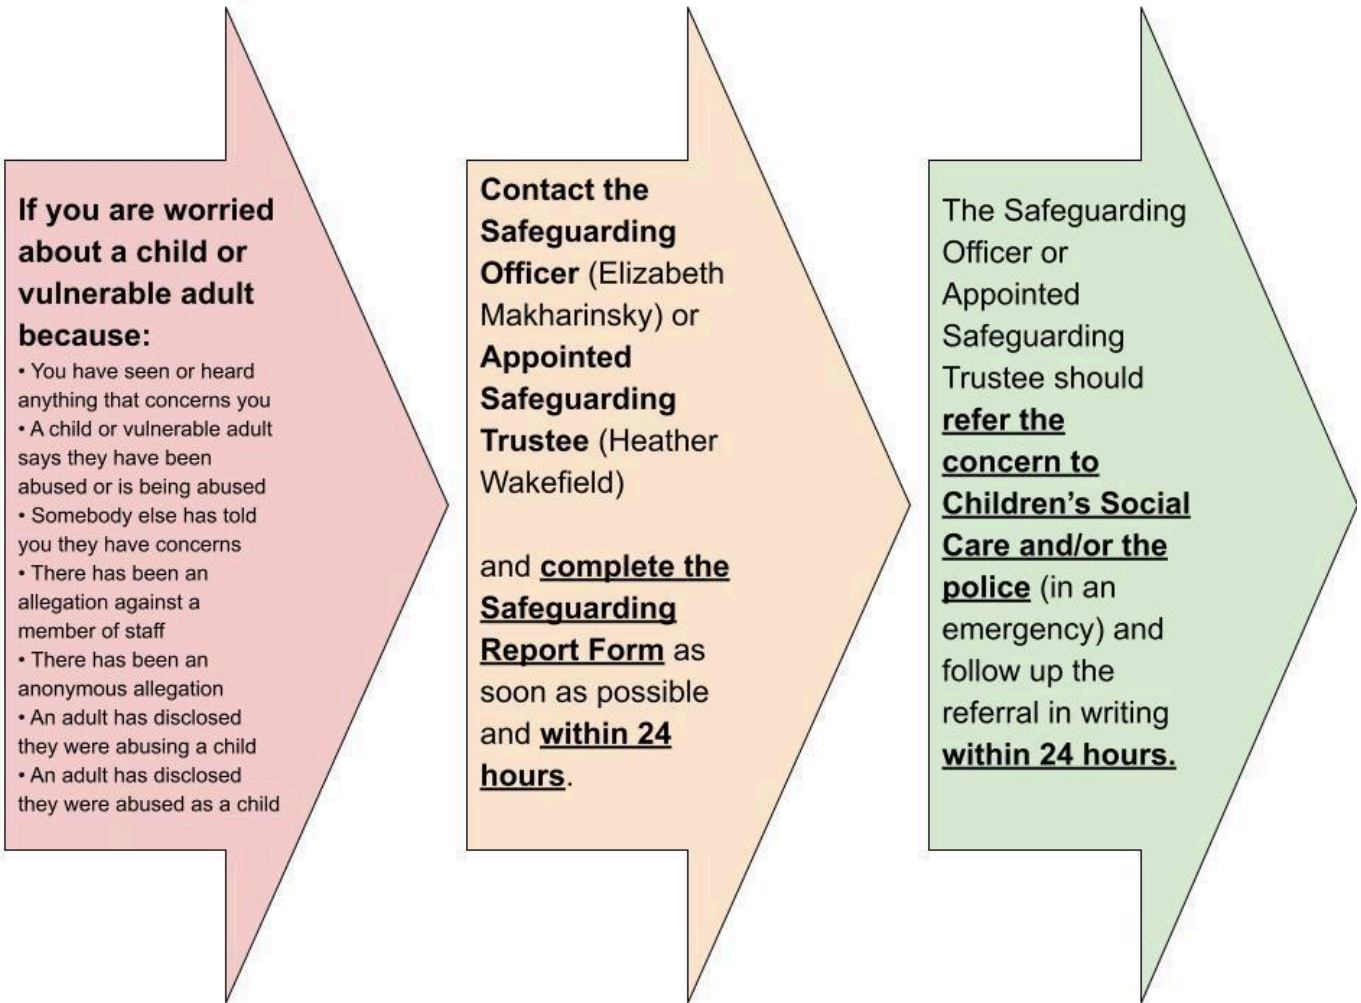 If you are worried
about a child or
vulnerable adult
because:
• You have seen or heard
anything that concerns you
• A child or vulnerable adult
says they have been
abused or is being abused
• Somebody else has told
you they have concerns
• There has been an
allegation against a
member of staff
• There has been an
anonymous allegation
• An adult has disclosed
they were abusing a child
• An adult has disclosed
they were abused as a child
Contact the
Safeguarding
Officer (Elizabeth
Makharinsky) or
Appointed
Safeguarding
Trustee (Heather
Wakefield)
and complete the
Safeguarding
Report Form as
soon as possible
and within 24
hours.
The Safeguarding
Officer or
Appointed
Safeguarding
Trustee should
refer the
concern to
Children’s Social
Care and/or the
police (in an
emergency) and
follow up the
referral in writing
within 24 hours.